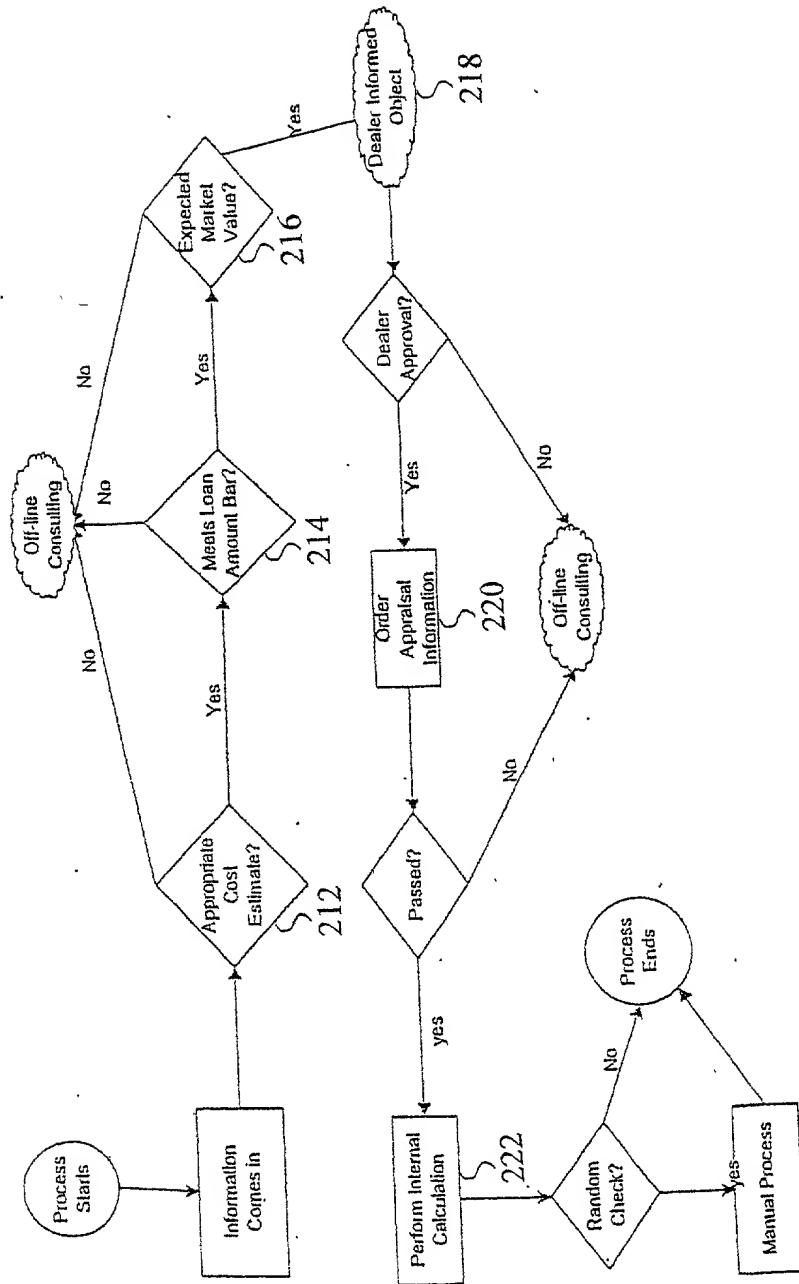 Process
Starts
Information
Comes in
Appropriate
Cost
Estimate?
212
No
Yes
Meets Loan
Amount Bar?
214
No
Off-line
Consulting
Yes
Expected
Market
Value?
216
No
Yes
Dealer Informed
Object
218
Dealer
Approval?
No
Yes
Order
Appraisal
Information
220
Off-line
Consulting
Passed?
No
yes
Perform Internal
Calculation
222
Random
Check?
No
yes
Manual Process
Process
Ends